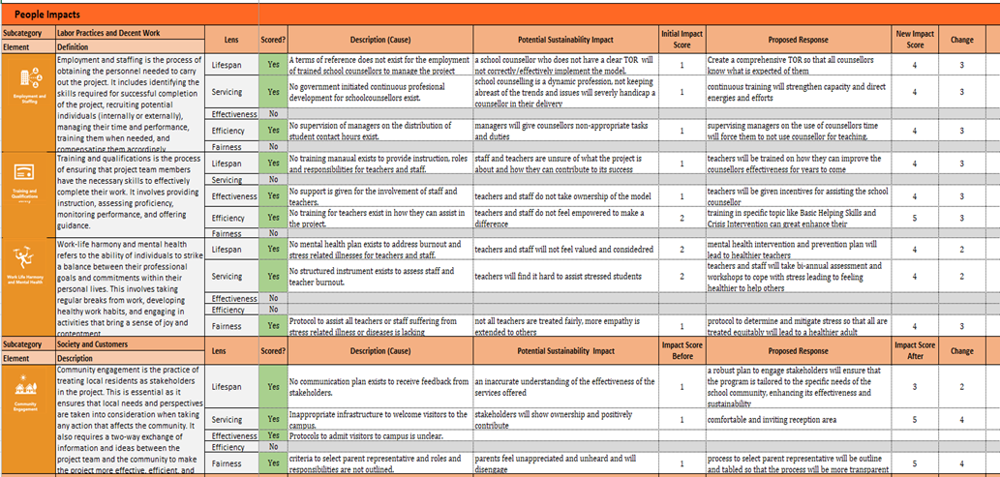 People Impacts
Subcategory Labor Practices and Decent Work Lens Scored? Description (Cause) Potential Sustainability Impact Initial Impact Score Proposed Response New Impact Score Change
Element Definition
Employment and Staffing
Employment and staffing is the process of
obtaining the personnel needed to carry
out the project. It includes identifying the
skills required for successful completion
of the project, recruiting potential
individuals (internally or externally),
managing their time and performance,
training them when needed, and
compensating them accordingly.
Lifespan Yes A terms of reference does not exist for the employment of trained school counsellors to manage the project a school counsellor who does not have a clear TOR will not correctly/effectively implement the model. 1 Create a comprehensive TOR so that all counsellors know what is expected of them 4 3
Servicing Yes No government initiated continuous profesional development for schoolcounsellors exist. school counselling is a dynamic profession, not keeping abreast of the trends and issues will severly handicap a counsellor in their delivery 1 continuous training will strengthen capacity and direct energies and efforts 4 3
Effectiveness No
Efficiency Yes No supervision of managers on the distribution of student contact hours exist. managers will give counsellors non-appropriate tasks and duties 1 supervising managers on the use of counsellors time will force them to not use counsellor for teaching. 4 3
Fairness No
Training and Qualifications
Training and qualifications is the process
of ensuring that project team members
have the necessary skills to effectively
complete their work. It involves providing
instruction, assessing proficiency,
monitoring performance, and offering
guidance.
Lifespan Yes No training manaual exists to provide instruction, roles and responsibilities for teachers and staff. staff and teachers are unsure of what the project is about and how they can contribute to its success 1 teachers will be trained on how they can improve the counsellors effectiveness for years to come 4 3
Servicing No
Effectiveness Yes No support is given for the involvement of staff and teachers. teachers and staff do not take ownership of the model 1 teachers will be given incentives for assisting the school counsellor 4 3
Efficiency Yes No training for teachers exist in how they can assist in the project. teachers and staff do not feel empowered to make a difference 2 training in specific topic like Basic Helping Skills and Crisis Intervention can great enhance their 5 3
Fairness No
Work Life Harmony and Mental Health
Work-life harmony and mental health
refers to the ability of individuals to strike
a balance between their professional
goals and commitments within their
personal lives. This involves taking
regular breaks from work, developing
healthy work habits, and engaging in
activities that bring a sense of joy and
contentment.
Lifespan Yes No mental health plan exists to address burnout and stress related illnesses for teachers and staff. teachers and staff will not feel valued and considedred 2 mental health intervention and prevention plan will lead to healthier teachers 4 2
Servicing Yes No structured instrument exists to assess staff and teacher burnout. teachers will find it hard to assist stressed students 2 teachers and staff will take bi-annual assessment and workshops to cope with stress leading to feeling healthier to help others 4 2
Effectiveness No
Efficiency No
Fairness Yes Protocol to assist all teachers or staff suffering from stress related illness or diseases is lacking not all teachers are treated fairly, more empathy is extended to others 1 protocol to determine and mitigate stress so that all are treated equitably will lead to a healthier adult 4 3
Subcategory Society and Customers Lens Scored? Description (Cause) Potential Sustainability Impact Impact Score Before Proposed Response Impact Score After Change
Element Description
Community Engagement
Community engagement is the practice of
treating local residents as stakeholders
in the project. This is essential as it
ensures that local needs and perspectives
are taken into consideration when taking
any action that affects the community. It
also requires a two-way exchange of
information and ideas between the
project team and the community to make
the project more effective, efficient, and
Lifespan Yes No communication plan exists to receive feedback from stakeholders. an inaccurate understanding of the effectiveness of the services offered 1 a robust plan to engage stakeholders will ensure that the program is tailored to the specific needs of the school community, enhancing its effectiveness and sustainability 3 2
Servicing Yes Inappropriate infrastructure to welcome visitors to the campus. stakeholders will show ownership and positively contribute 1 comfortable and inviting reception area 5 4
Effectiveness Yes Protocols to admit visitors to campus is unclear.
Efficiency No
Fairness Yes criteria to select parent representative and roles and responsibilities are not outlined. parents feel unappreciated and unheard and will disengage 1 process to select parent representative will be outline and tabled so that the process will be more transparent 5 4